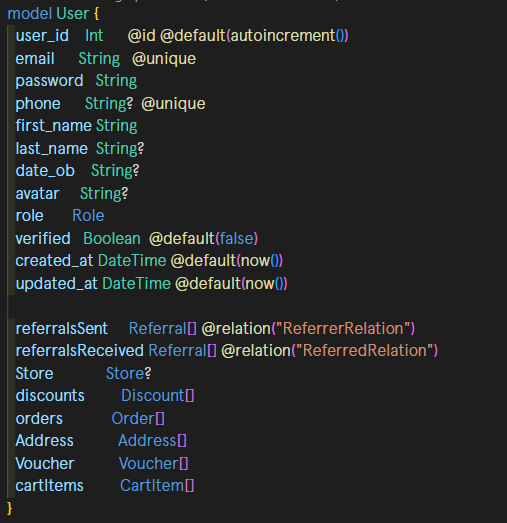 model User {
user_id Int @id @default(autoincrement())
email String @unique
password String
phone String? @unique
first_name String
last_name String?
date_ob String?
avatar String?
role Role
verified Boolean @default(false)
created_at DateTime @default(now())
updated_at DateTime @default(now())
referralsSent Referral[] @relation("ReferrerRelation")
referralsReceived Referral[] @relation("ReferredRelation")
Store Store?
discounts Discount[]
orders Order[]
Address Address[]
Voucher Voucher[]
cartItems CartItem[]
}